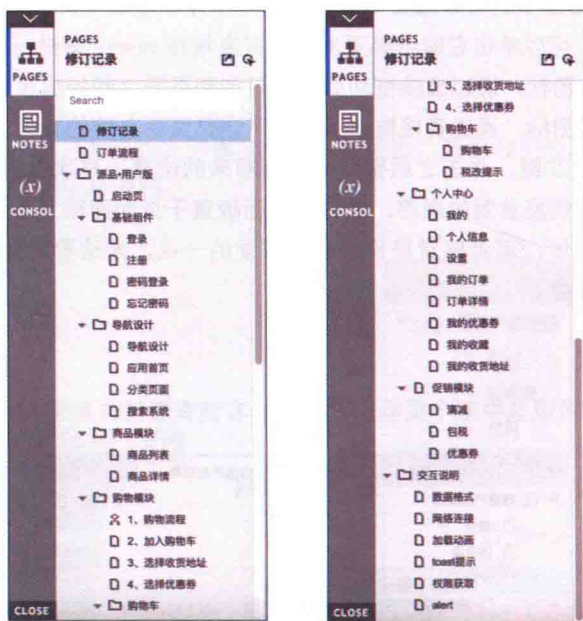 PAGES
修订记录
PAGES
Search
NOTES
(x)
CONSOL
修订记录
订单流程
源品•用户版
启动页
基础组件
登录
注册
密码登录
忘记密码
导航设计
导航设计
应用首页
分类页面
搜索系统
商品模块
商品列表
商品详情
购物模块
1、购物流程
2、加入购物车
3、选择收货地址
4、选择优惠券
购物车
CLOSE
PAGES
修订记录
PAGES
NOTES
(x)
CONSOL
3、选择收货地址
4、选择优惠券
购物车
购物车
税改提示
个人中心
我的
个人信息
设置
我的订单
订单详情
我的优惠券
我的收藏
我的收货地址
促销模块
满减
包税
优惠券
交互说明
数据格式
网络连接
加载动画
toast提示
权限获取
alert
CLOSE